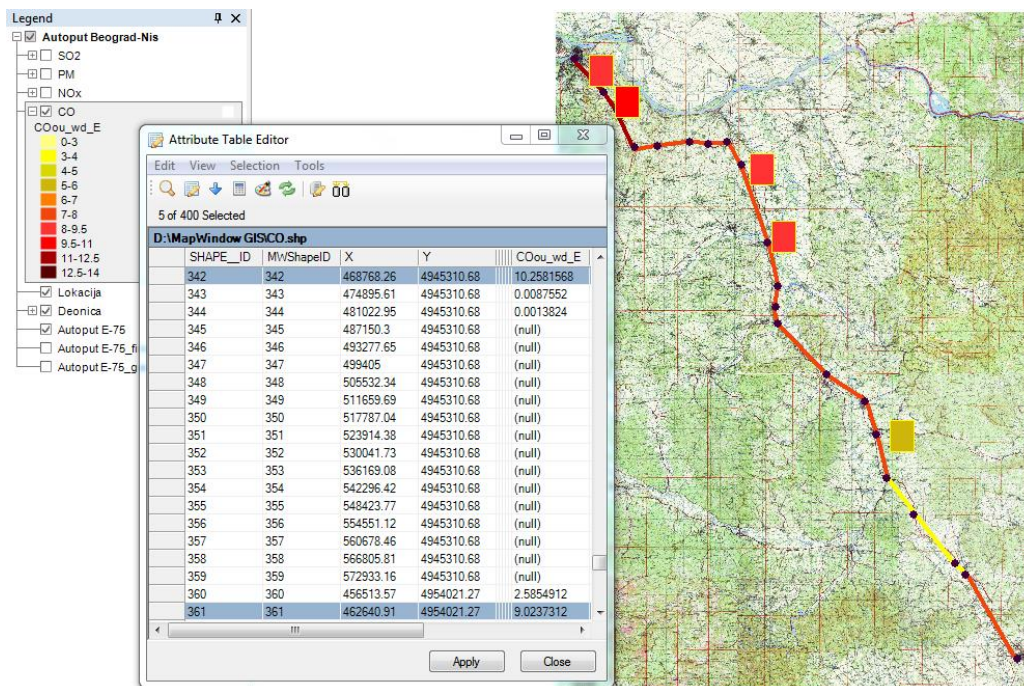 Legend
Autoput Beograd-Nis
SO2
PM
NOx
CO
COou_wd_E
0-3
3-4
4-5
5-6
6-7
7-8
8-9.5
9.5-11
11-12.5
12.5-14
Lokacija
Deonica
Autoput E-75
Autoput E-75_fi
Autoput E-75_g
Attribute Table Editor
Edit View Selection Tools
5 of 400 Selected
D:\MapWindow GIS\CO.shp
SHAPE__ID MWShapeID X Y COou_wd_E
342 342 468768.26 4945310.68 10.2581568
343 343 474895.61 4945310.68 0.0087552
344 344 481022.95 4945310.68 0.0013824
345 345 487150.3 4945310.68 (null)
346 346 493277.65 4945310.68 (null)
347 347 499405 4945310.68 (null)
348 348 505532.34 4945310.68 (null)
349 349 511659.69 4945310.68 (null)
350 350 517787.04 4945310.68 (null)
351 351 523914.38 4945310.68 (null)
352 352 530041.73 4945310.68 (null)
353 353 536169.08 4945310.68 (null)
354 354 542296.42 4945310.68 (null)
355 355 548423.77 4945310.68 (null)
356 356 554551.12 4945310.68 (null)
357 357 560678.46 4945310.68 (null)
358 358 566805.81 4945310.68 (null)
359 359 572933.16 4945310.68 (null)
360 360 456513.57 4954021.27 2.5854912
361 361 462640.91 4954021.27 9.0237312
Apply Close